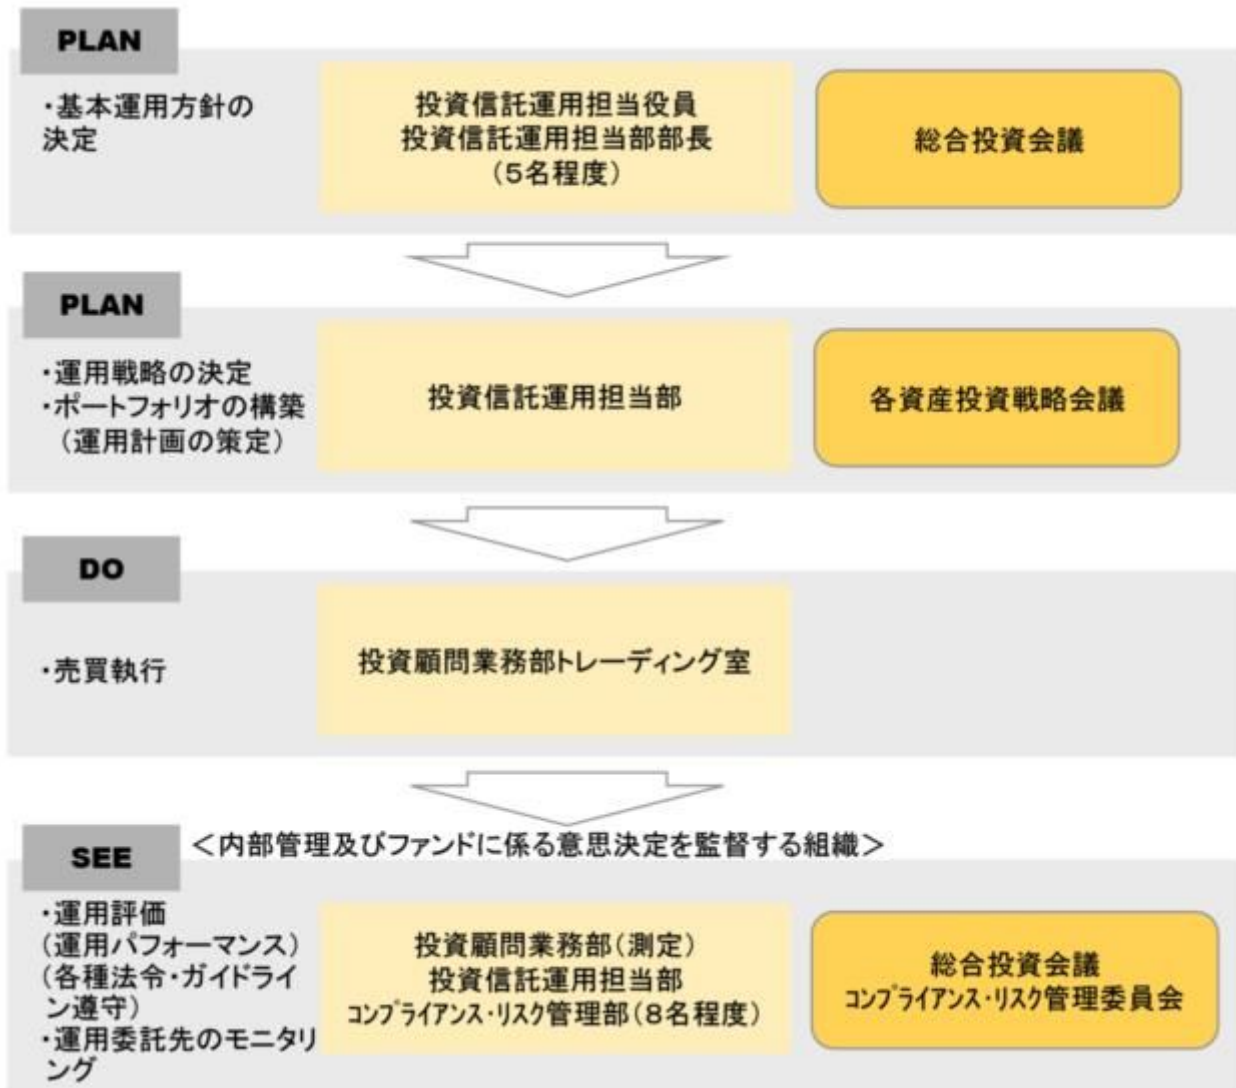 PLAN
・基本運用方針の
決定
投資信託運用担当役員
投資信託運用担当部部長
(5名程度)
総合投資会議
PLAN
・運用戦略の決定
・ポートフォリオの構築
(運用計画の策定)
投資信託運用担当部
各資産投資戦略会議
DO
・売買執行
投資顧問業務部トレーディング室
SEE
<内部管理及びファンドに係る意思決定を監督する組織>
・運用評価
(運用パフォーマンス)
(各種法令・ガイドライ
ン遵守)
・運用委託先のモニタリ
ング
投資顧問業務部(測定)
投資信託運用担当部
コンプライアンス・リスク管理部(8名程度)
総合投資会議
コンプライアンス・リスク管理委員会